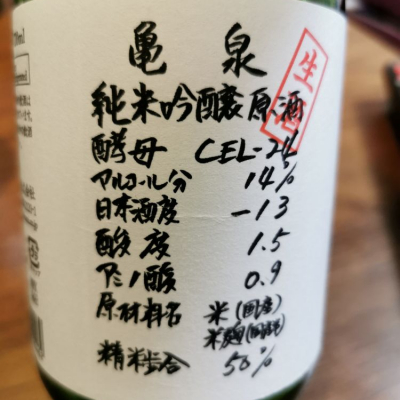 亀泉
純米吟醸原酒
生酒
酵母 CEL-24
アルコール分 14%
日本酒度 -13
酸度 1.5
アミノ酸 0.9
原材料名 米(国産)
米麹(国産米)
精米歩合 50%